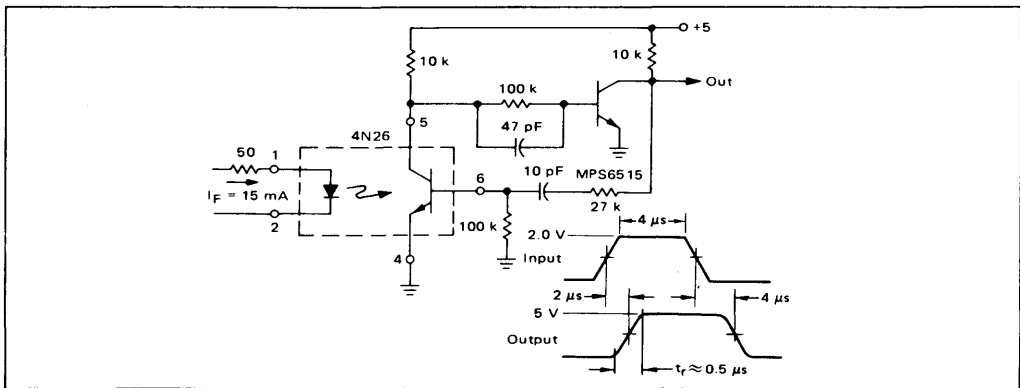 +5
10 k
10 k
Out
100 k
5
4N26
47 pF
50
1
10 pF
MPS6515
6
I_F = 15 mA
27 k
2
100 k
4 μs
2.0 V
4
Input
2 μs
4 μs
5 V
Output
t_r ≈ 0.5 μs